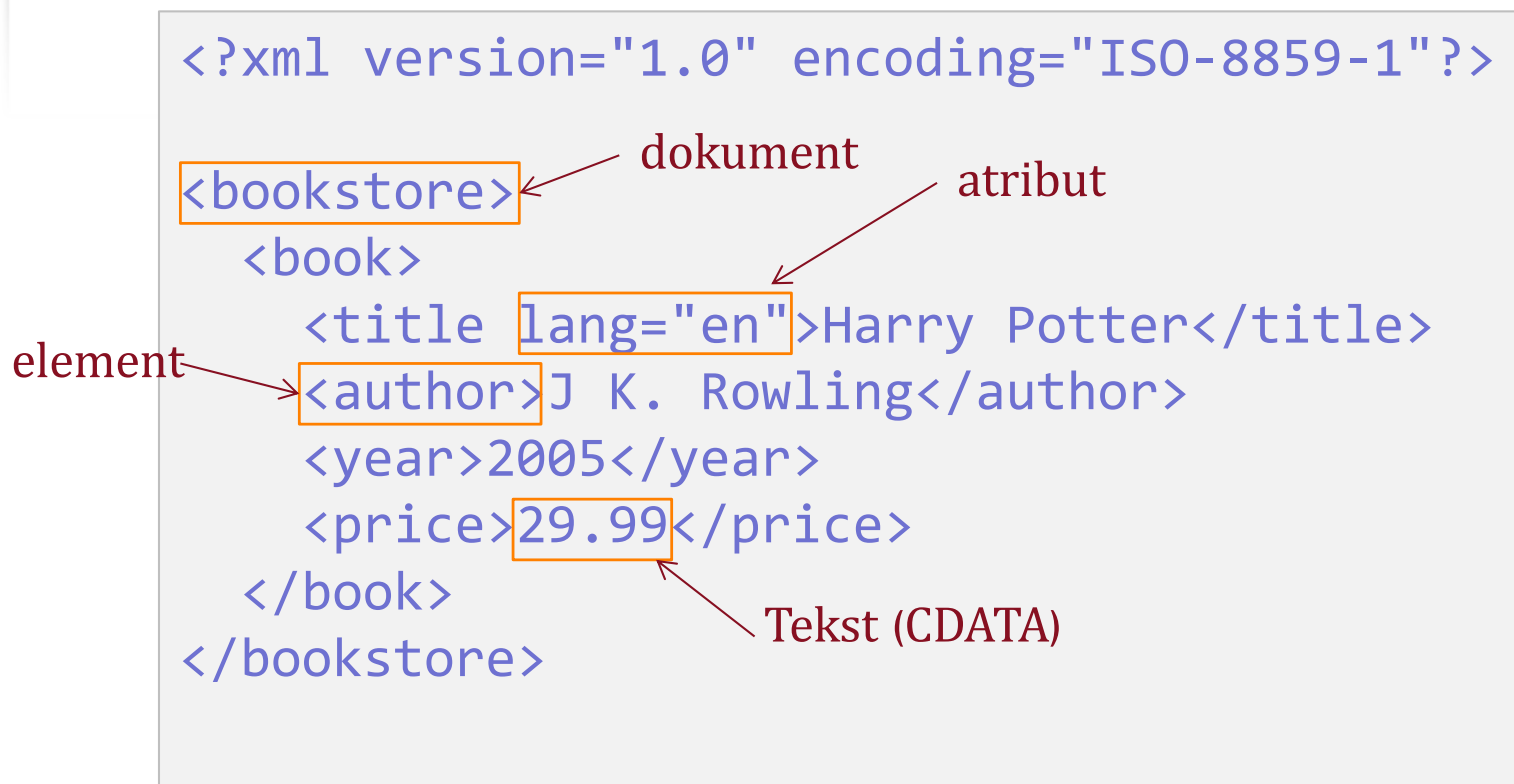 <?xml version="1.0" encoding="ISO-8859-1"?>
dokument
atribut
<bookstore>
<book>
<title lang="en">Harry Potter</title>
element
<author>J K. Rowling</author>
<year>2005</year>
<price>29.99</price>
</book>
Tekst (CDATA)
</bookstore>